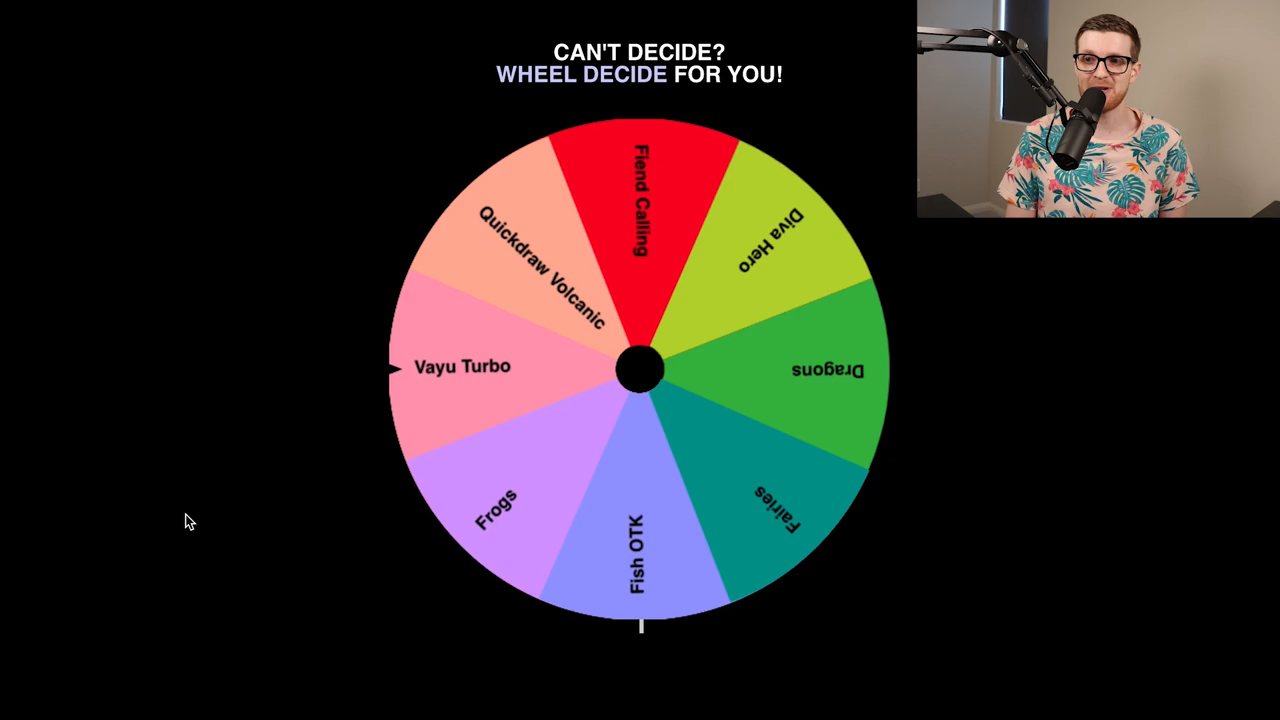 CAN'T DECIDE?
WHEEL DECIDE FOR YOU!
Fiend Calling
Diva Hero
Dragons
Fairies
Fish OTK
Frogs
Vayu Turbo
Quickdraw Volcanic